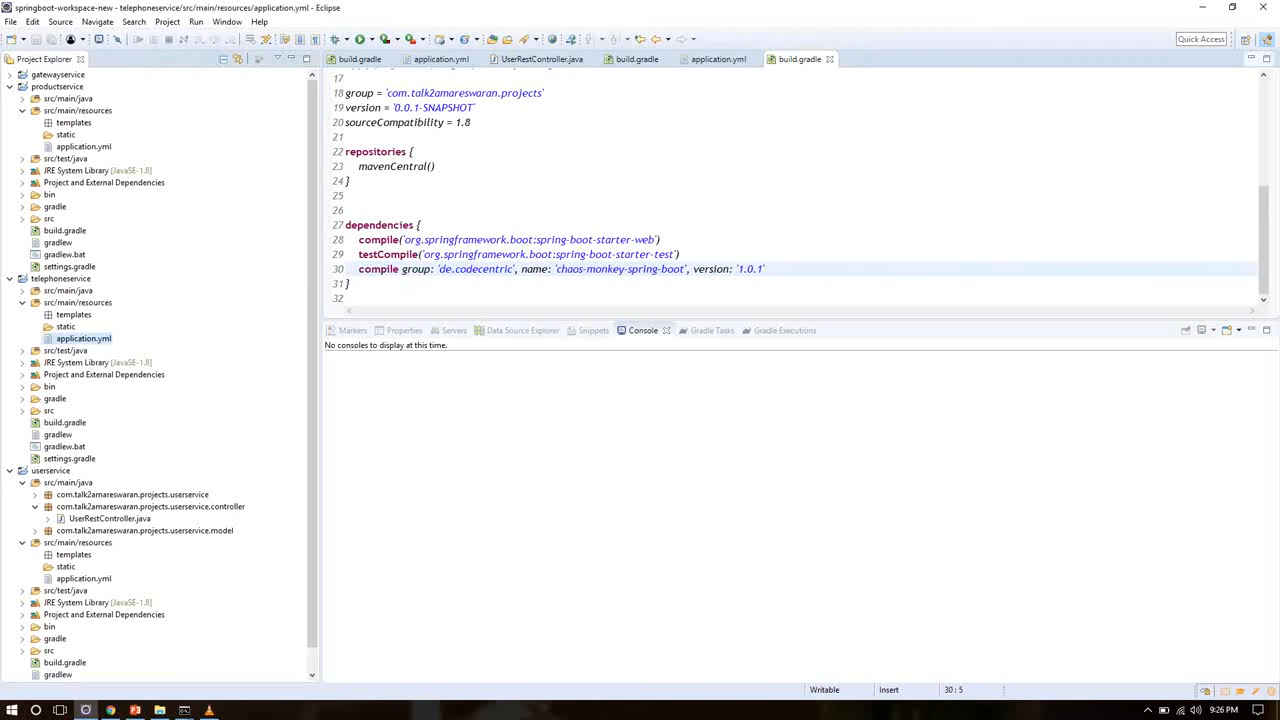 springboot-workspace-new - telephoneservice/src/main/resources/application.yml - Eclipse
File Edit Source Navigate Search Project Run Window Help
Quick Access
Project Explorer
gatewayservice
productservice
src/main/java
src/main/resources
templates
static
application.yml
src/test/java
JRE System Library [JavaSE-1.8]
Project and External Dependencies
bin
gradle
src
build.gradle
gradlew
gradlew.bat
settings.gradle
telephoneservice
src/main/java
src/main/resources
templates
static
application.yml
src/test/java
JRE System Library [JavaSE-1.8]
Project and External Dependencies
bin
gradle
src
build.gradle
gradlew
gradlew.bat
settings.gradle
userservice
src/main/java
com.talk2amareswaran.projects.userservice
com.talk2amareswaran.projects.userservice.controller
UserRestController.java
com.talk2amareswaran.projects.userservice.model
src/main/resources
templates
static
application.yml
src/test/java
JRE System Library [JavaSE-1.8]
Project and External Dependencies
bin
gradle
src
build.gradle
gradlew
build.gradle application.yml UserRestController.java build.gradle application.yml build.gradle
17
18 group = 'com.talk2amareswaran.projects'
19 version = '0.0.1-SNAPSHOT'
20 sourceCompatibility = 1.8
21
22 repositories {
23 mavenCentral()
24 }
25
26
27 dependencies {
28 compile('org.springframework.boot:spring-boot-starter-web')
29 testCompile('org.springframework.boot:spring-boot-starter-test')
30 compile group: 'de.codecentric', name: 'chaos-monkey-spring-boot', version: '1.0.1'
31 }
32
Markers Properties Servers Data Source Explorer Snippets Console Gradle Tasks Gradle Executions
No consoles to display at this time.
Writable Insert 30 : 5
9:26 PM